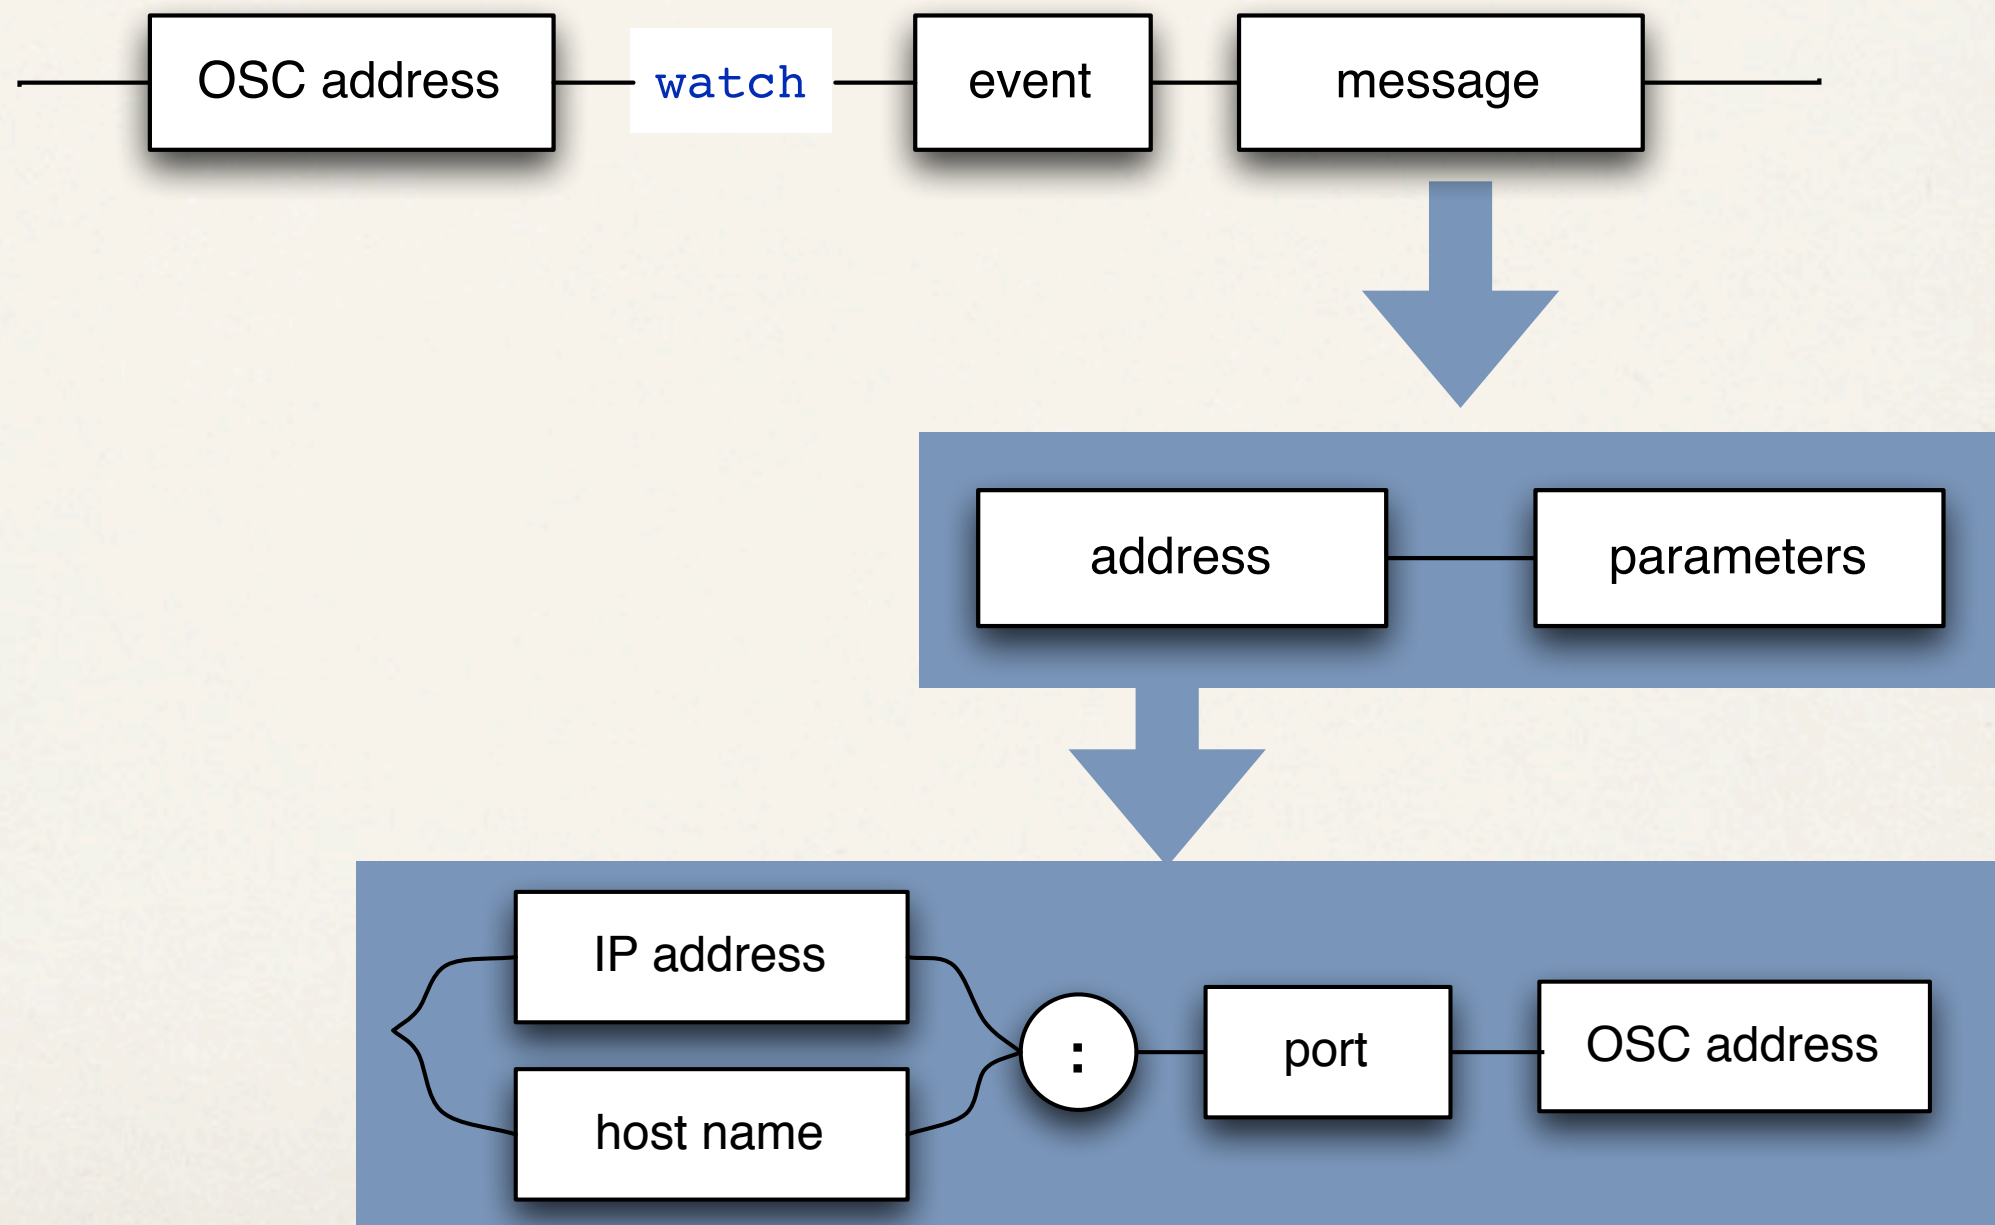 OSC address watch event message
address parameters
IP address
: port OSC address
host name